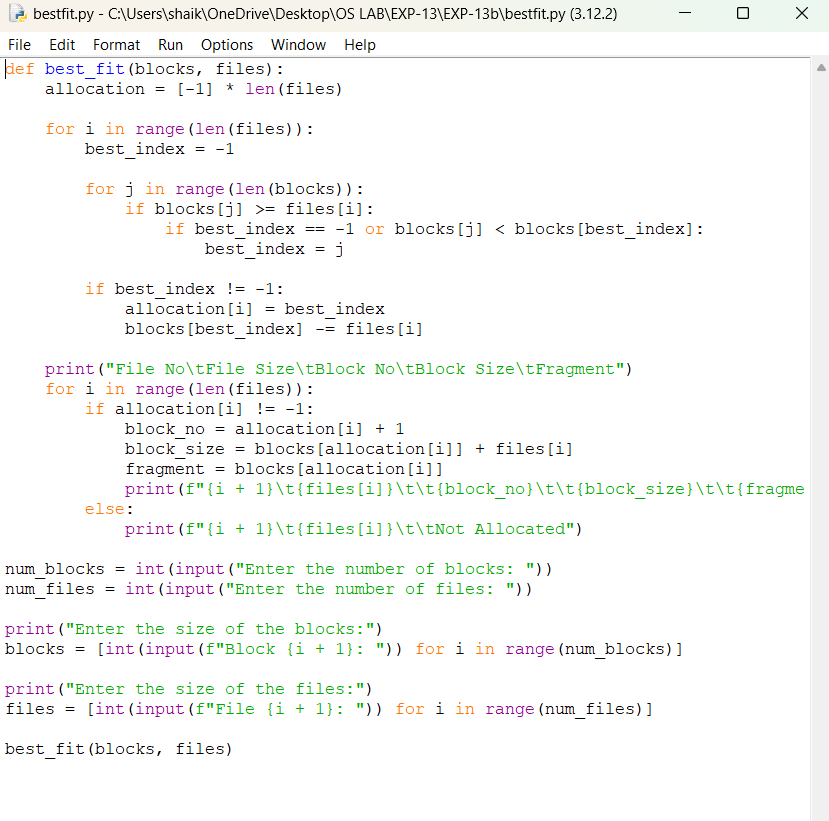 bestfit.py - C:\Users\shaik\OneDrive\Desktop\OS LAB\EXP-13\EXP-13b\bestfit.py (3.12.2)
File Edit Format Run Options Window Help
def best_fit(blocks, files):
    allocation = [-1] * len(files)

    for i in range(len(files)):
        best_index = -1

        for j in range(len(blocks)):
            if blocks[j] >= files[i]:
                if best_index == -1 or blocks[j] < blocks[best_index]:
                    best_index = j

        if best_index != -1:
            allocation[i] = best_index
            blocks[best_index] -= files[i]

    print("File No\tFile Size\tBlock No\tBlock Size\tFragment")
    for i in range(len(files)):
        if allocation[i] != -1:
            block_no = allocation[i] + 1
            block_size = blocks[allocation[i]] + files[i]
            fragment = blocks[allocation[i]]
            print(f"{i + 1}\t{files[i]}\t\t{block_no}\t\t{block_size}\t\t{fragme
        else:
            print(f"{i + 1}\t{files[i]}\t\tNot Allocated")

num_blocks = int(input("Enter the number of blocks: "))
num_files = int(input("Enter the number of files: "))

print("Enter the size of the blocks:")
blocks = [int(input(f"Block {i + 1}: ")) for i in range(num_blocks)]

print("Enter the size of the files:")
files = [int(input(f"File {i + 1}: ")) for i in range(num_files)]

best_fit(blocks, files)